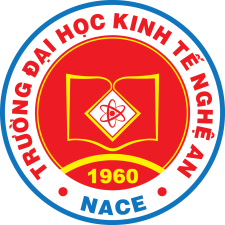 TRƯỜNG ĐẠI HỌC KINH TẾ NGHỆ AN
1960
NACE